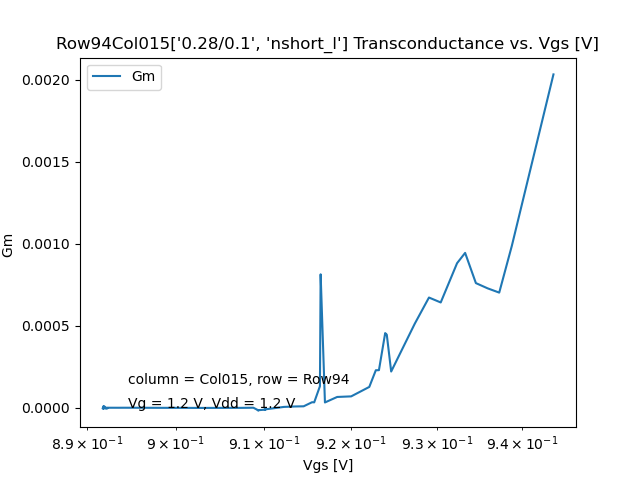 Row94Col015['0.28/0.1', 'nshort_l'] Transconductance vs. Vgs [V]
Gm
0.0020
0.0015
0.0010
0.0005
0.0000
Gm
column = Col015, row = Row94
Vg = 1.2 V, Vdd = 1.2 V
8.9 × 10⁻¹ 9 × 10⁻¹ 9.1 × 10⁻¹ 9.2 × 10⁻¹ 9.3 × 10⁻¹ 9.4 × 10⁻¹
Vgs [V]